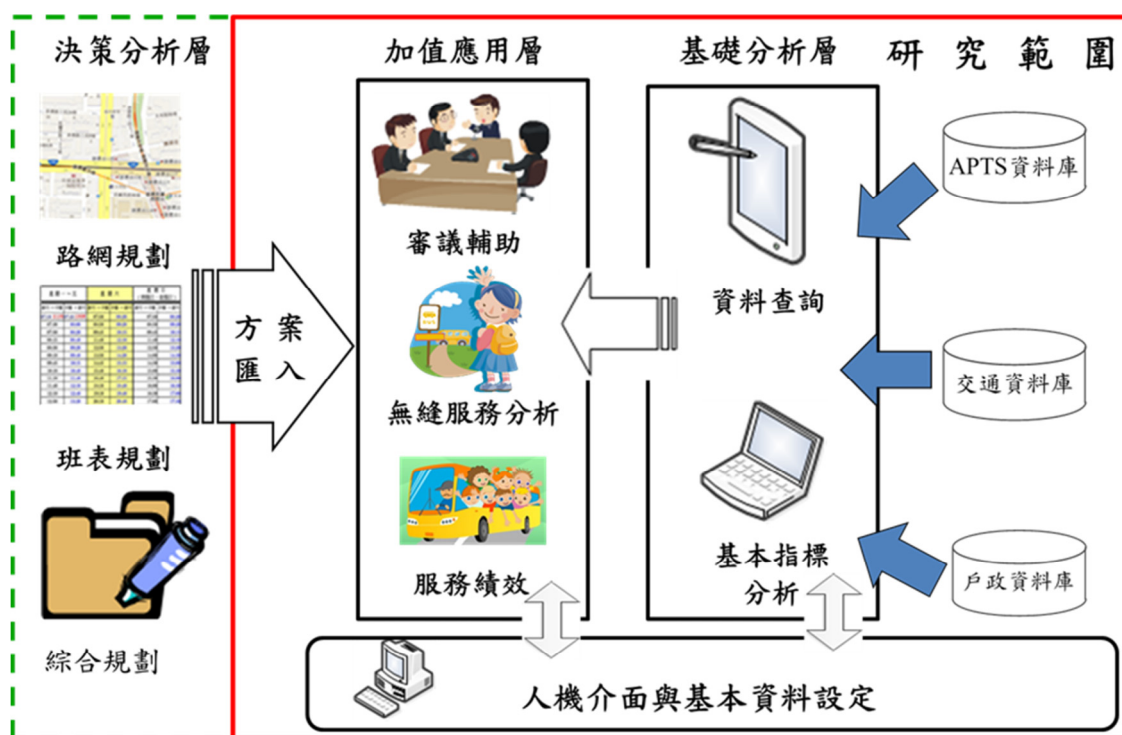 決策分析層
路網規劃
班表規劃
綜合規劃
方案
匯入
加值應用層
審議輔助
無縫服務分析
服務績效
基礎分析層
資料查詢
基本指標
分析
研究範圍
APTS資料庫
交通資料庫
戶政資料庫
人機介面與基本資料設定